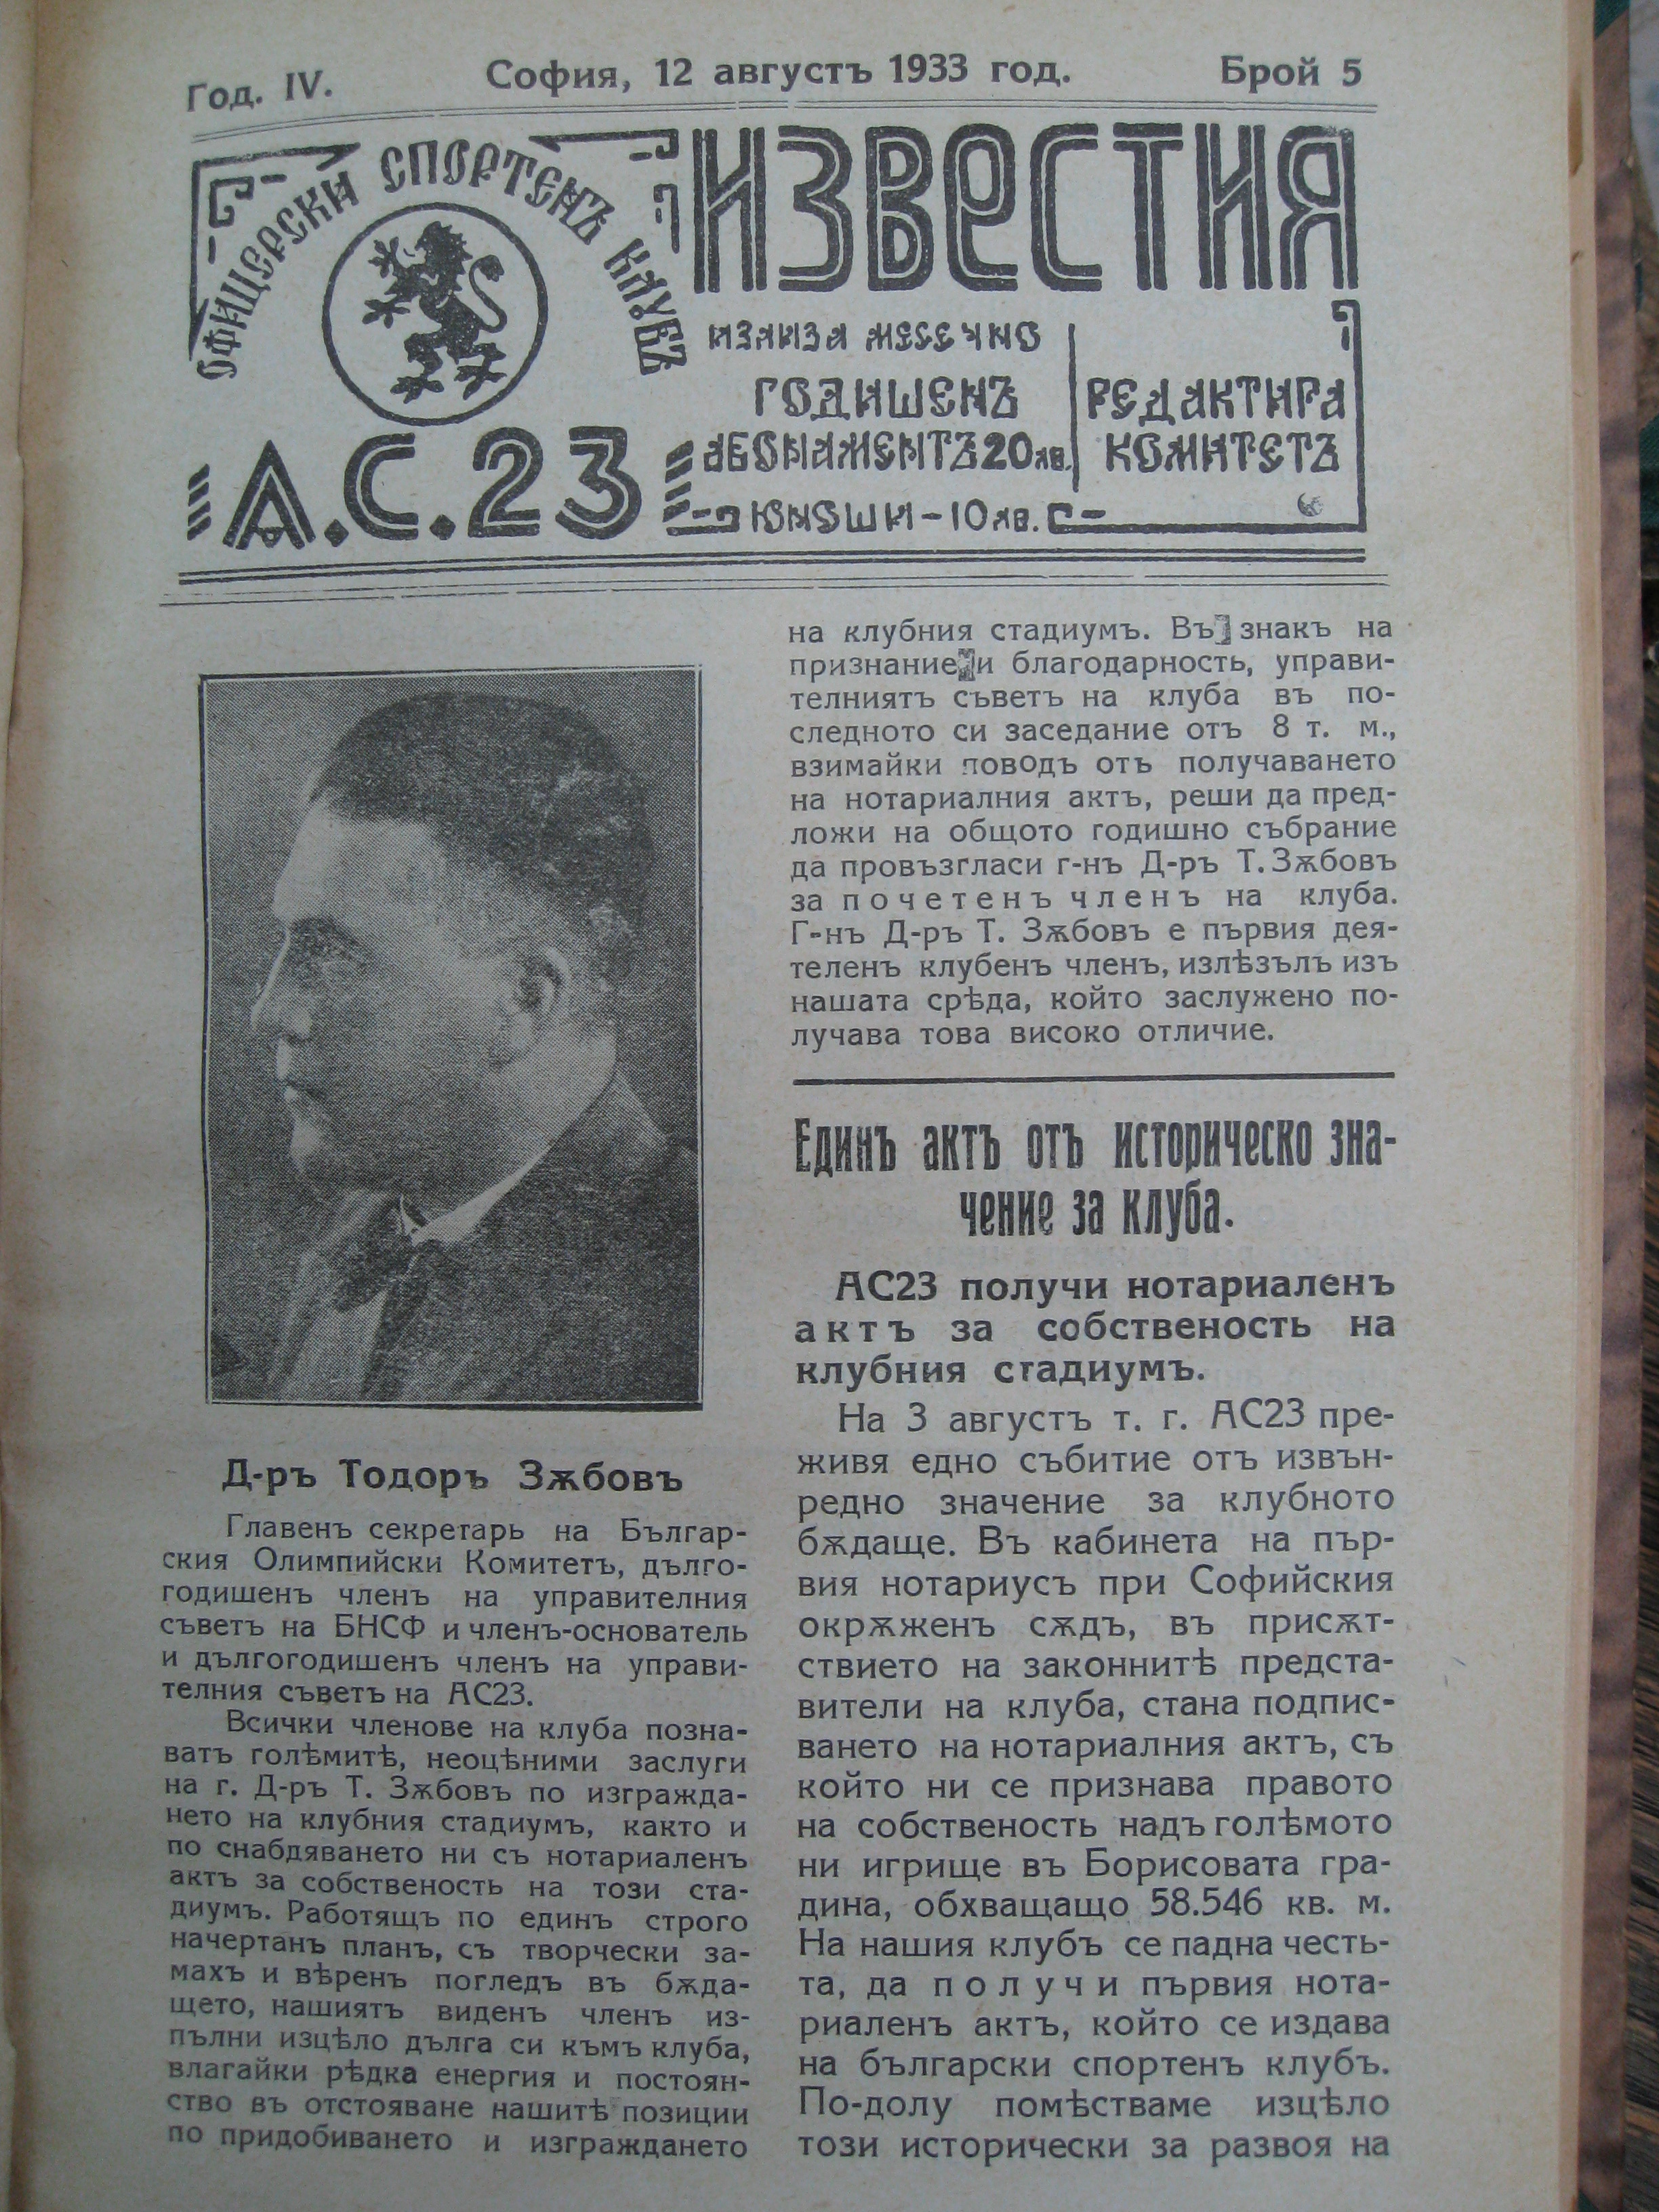 Год. IV.
София, 12 августъ 1933 год.
Брой 5
ОФИЦЕРСКИ СПОРТЕНЪ КЛУБЪ
А.С.23
ИЗВЕСТИЯ
ИЗЛИЗА МЕСЕЧНО
ГОДИШЕНЪ
АБОНАМЕНТЪ 20 лв.
ЮНОШИ - 10 лв.
РЕДАКТИРА
КОМИТЕТЪ
Д-ръ Тодоръ Зѫбовъ
Главенъ секретарь на Българ-
ския Олимпийски Комитетъ, дълго-
годишенъ членъ на управителния
съветъ на БНСФ и членъ-основатель
и дългогодишенъ членъ на управи-
телния съветъ на АС23.
Всички членове на клуба позна-
ватъ голѣмитѣ, неоцѣними заслуги
на г. Д-ръ Т. Зѫбовъ по изгражда-
нето на клубния стадиумъ, както и
по снабдяването ни съ нотариаленъ
актъ за собственость на този ста-
диумъ. Работящъ по единъ строго
начертанъ планъ, съ творчески за-
махъ и вѣренъ погледъ въ бѫда-
щето, нашиятъ виденъ членъ из-
пълни изцѣло дълга си къмъ клуба,
влагайки рѣдка енергия и постоян-
ство въ отстояване нашитѣ позиции
по придобиването и изграждането
на клубния стадиумъ. Въ знакъ на
признание и благодарность, управи-
телниятъ съветъ на клуба въ по-
следното си заседание отъ 8 т. м.,
взимайки поводъ отъ получаването
на нотариалния актъ, реши да пред-
ложи на общото годишно събрание
да провъзгласи г-нъ Д-ръ Т. Зѫбовъ
за почетенъ членъ на клуба.
Г-нъ Д-ръ Т. Зѫбовъ е първия дея-
теленъ клубенъ членъ, излѣзълъ изъ
нашата срѣда, който заслужено по-
лучава това високо отличие.
Единъ актъ отъ историческо зна-
чение за клуба.
АС23 получи нотариаленъ
актъ за собственость на
клубния стадиумъ.
На 3 августъ т. г. АС23 пре-
живя едно събитие отъ извън-
редно значение за клубното
бѫдаще. Въ кабинета на пър-
вия нотариусъ при Софийския
окрѫженъ сѫдъ, въ присѫт-
ствието на законнитѣ предста-
вители на клуба, стана подпис-
ването на нотариалния актъ, съ
който ни се признава правото
на собственость надъ голѣмото
ни игрище въ Борисовата гра-
дина, обхващащо 58.546 кв. м.
На нашия клубъ се падна честь-
та, да получи първия нота-
риаленъ актъ, който се издава
на български спортенъ клубъ.
По-долу помѣстваме изцѣло
този исторически за развоя на